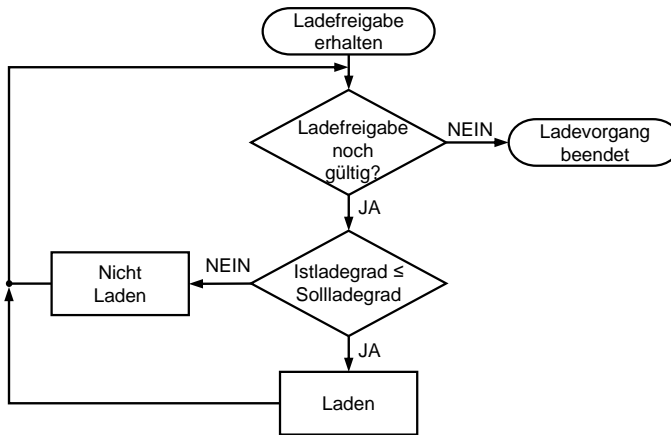 Ladefreigabe
erhalten
Ladefreigabe
noch
gültig?
NEIN
Ladevorgang
beendet
JA
Nicht
Laden
NEIN
Istladegrad ≤
Sollladegrad
JA
Laden